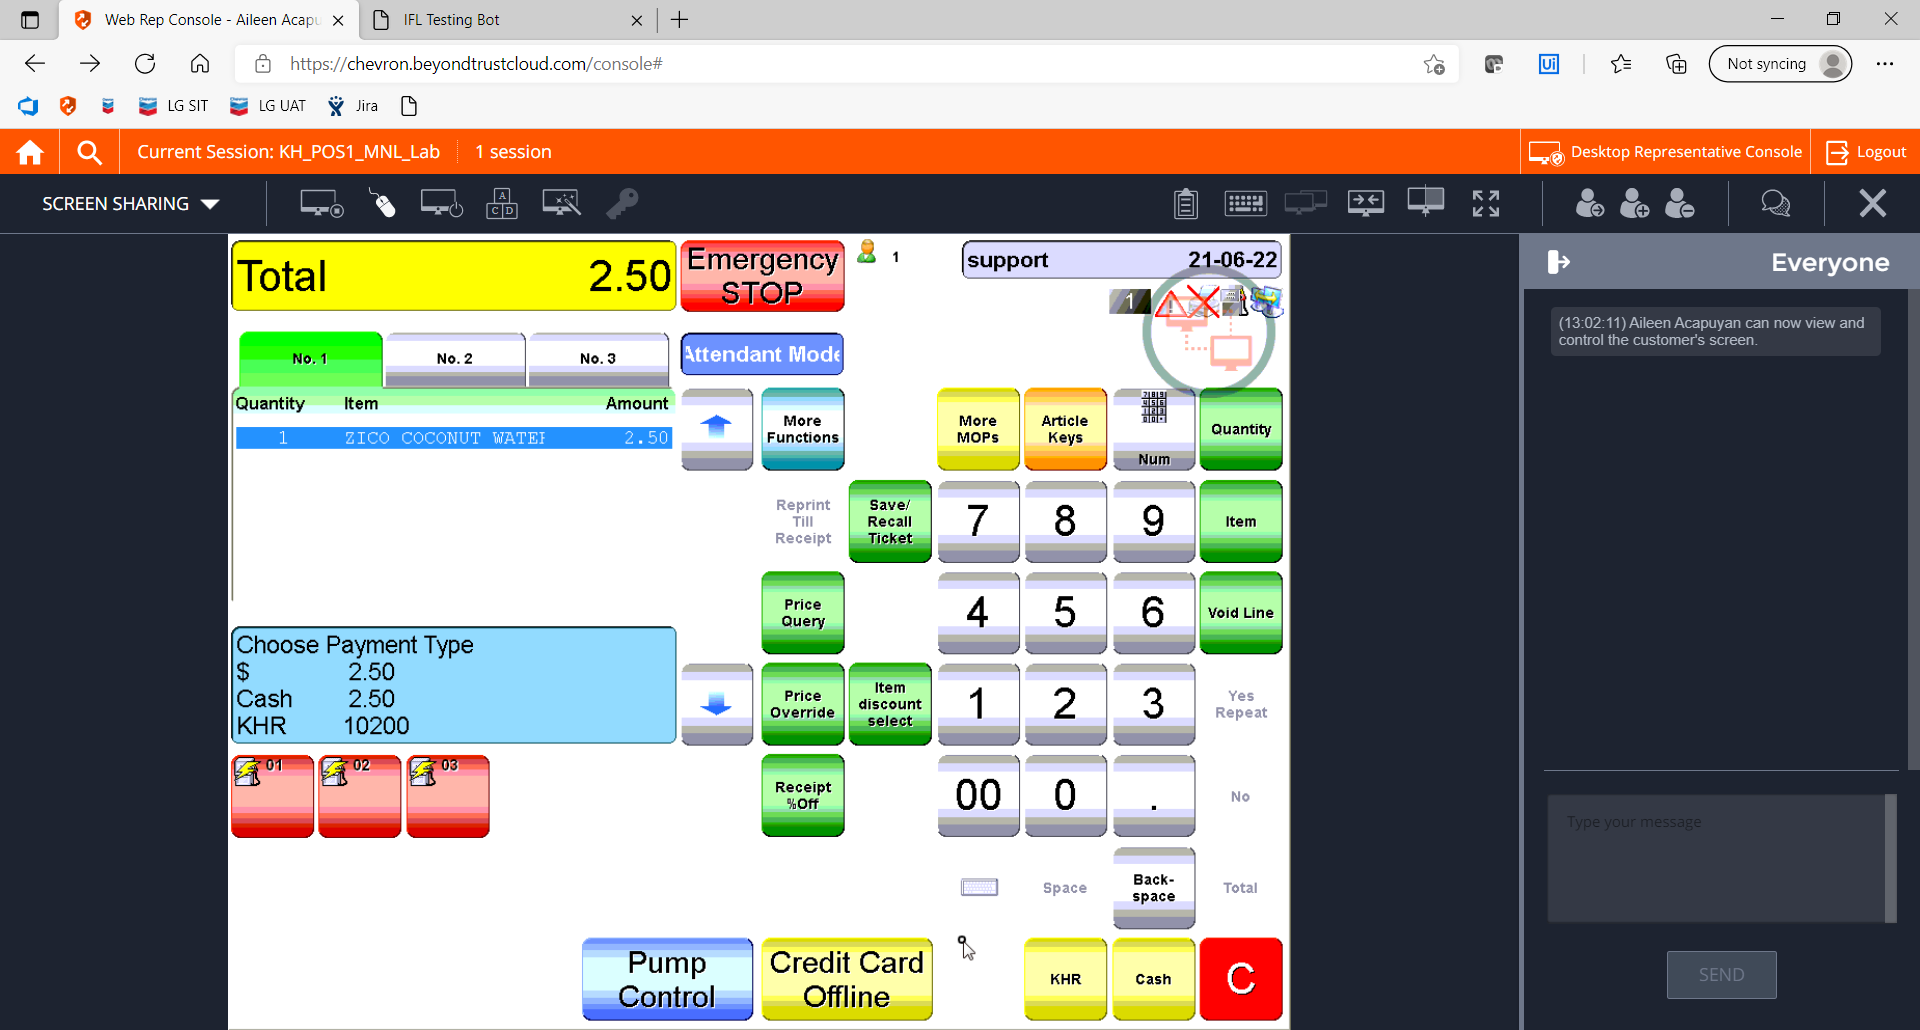 Web Rep Console - Aileen Acapu
IFL Testing Bot
https://chevron.beyondtrustcloud.com/console#
Not syncing
LG SIT
LG UAT
Jira
Current Session: KH_POS1_MNL_Lab
1 session
Desktop Representative Console
Logout
SCREEN SHARING
Total 2.50
Emergency
STOP
1
support 21-06-22
1
No. 1
No. 2
No. 3
Attendant Mode
Quantity Item Amount
1 ZICO COCONUT WATER 2.50
More
Functions
More
MOPs
Article
Keys
Num
Quantity
Reprint
Till
Receipt
Save/
Recall
Ticket
7
8
9
Item
Price
Query
4
5
6
Void Line
Choose Payment Type
$ 2.50
Cash 2.50
KHR 10200
Price
Override
Item
discount
select
1
2
3
Yes
Repeat
01
02
03
Receipt
%Off
00
0
.
No
Space
Back-
space
Total
Pump
Control
Credit Card
Offline
KHR
Cash
C
Everyone
(13:02:11) Aileen Acapuyan can now view and
control the customer's screen.
Type your message
SEND